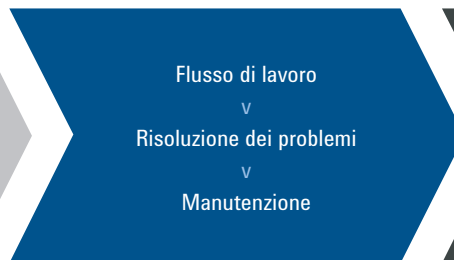 Flusso di lavoro
v
Risoluzione dei problemi
v
Manutenzione